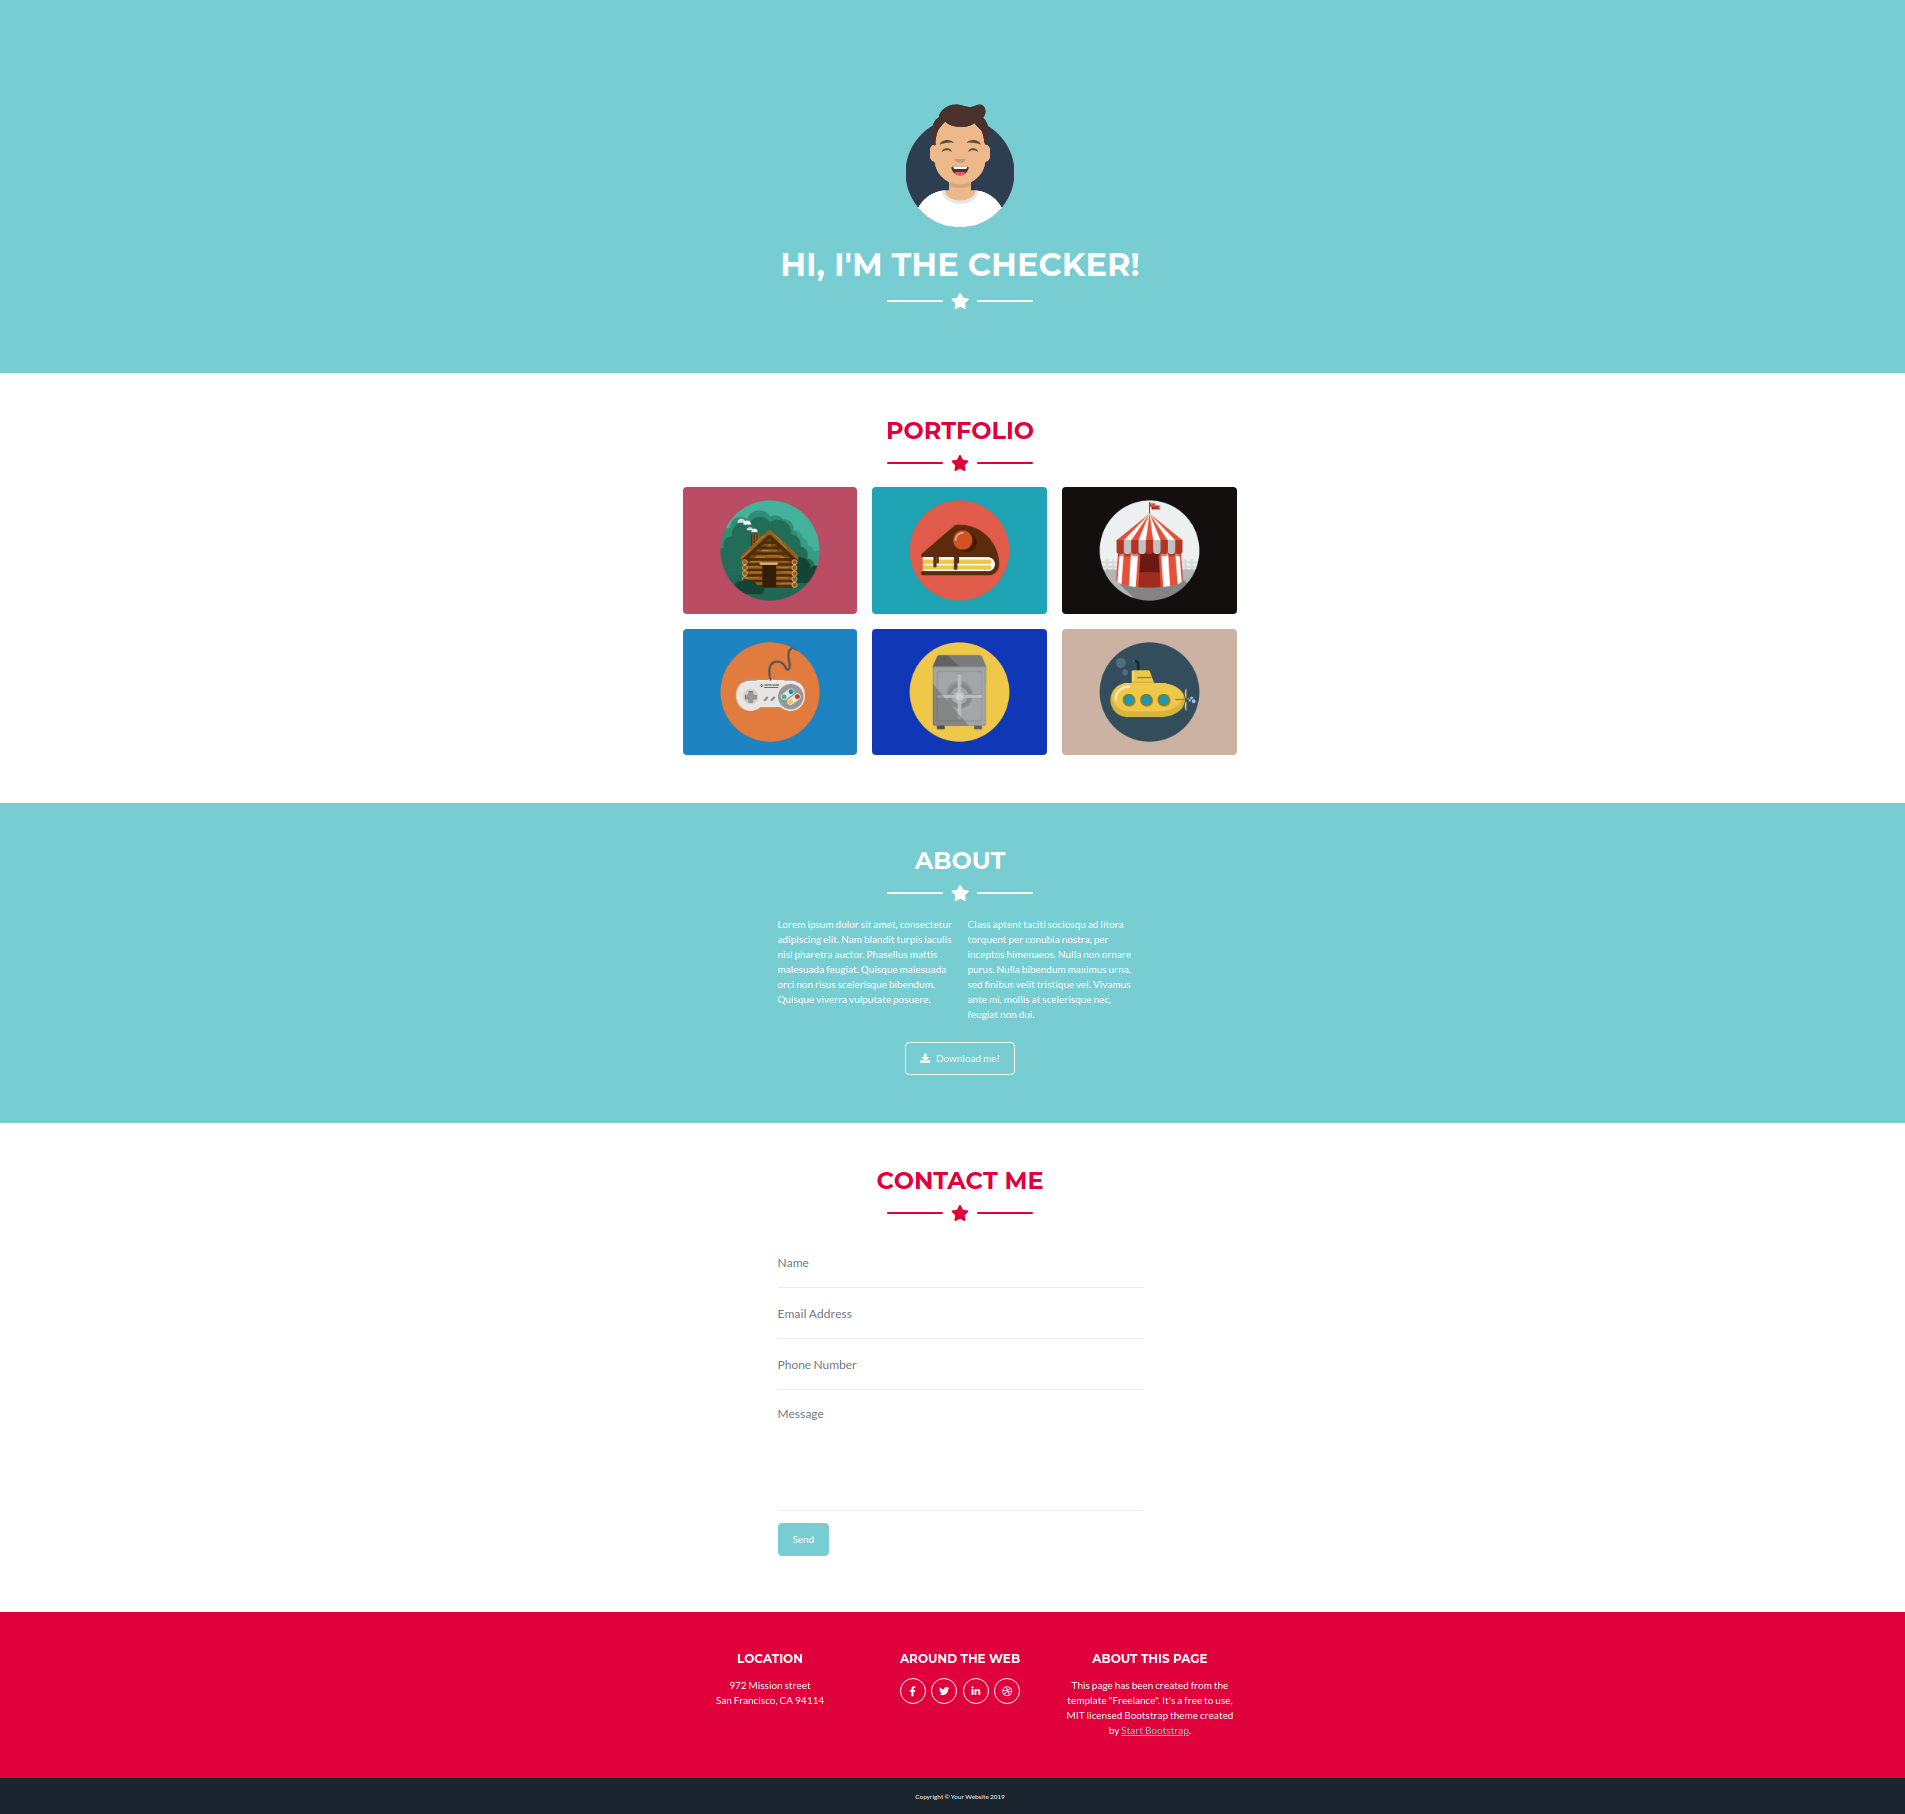 HI, I'M THE CHECKER!
PORTFOLIO
ABOUT
Lorem ipsum dolor sit amet, consectetur
adipiscing elit. Nam blandit turpis iaculis
nisl pharetra auctor. Phasellus mattis
malesuada feugiat. Quisque malesuada
orci non risus scelerisque bibendum.
Quisque viverra vulputate posuere.
Class aptent taciti sociosqu ad litora
torquent per conubia nostra, per
inceptos himenaeos. Nulla non ornare
purus. Nulla bibendum maximus urna,
sed finibus velit tristique vel. Vivamus
ante mi, mollis at scelerisque nec,
feugiat non dui.
Download me!
CONTACT ME
Name
Email Address
Phone Number
Message
Send
LOCATION
972 Mission street
San Francisco, CA 94114
AROUND THE WEB
ABOUT THIS PAGE
This page has been created from the
template "Freelance". It's a free to use,
MIT licensed Bootstrap theme created
by Start Bootstrap.
Copyright © Your Website 2019